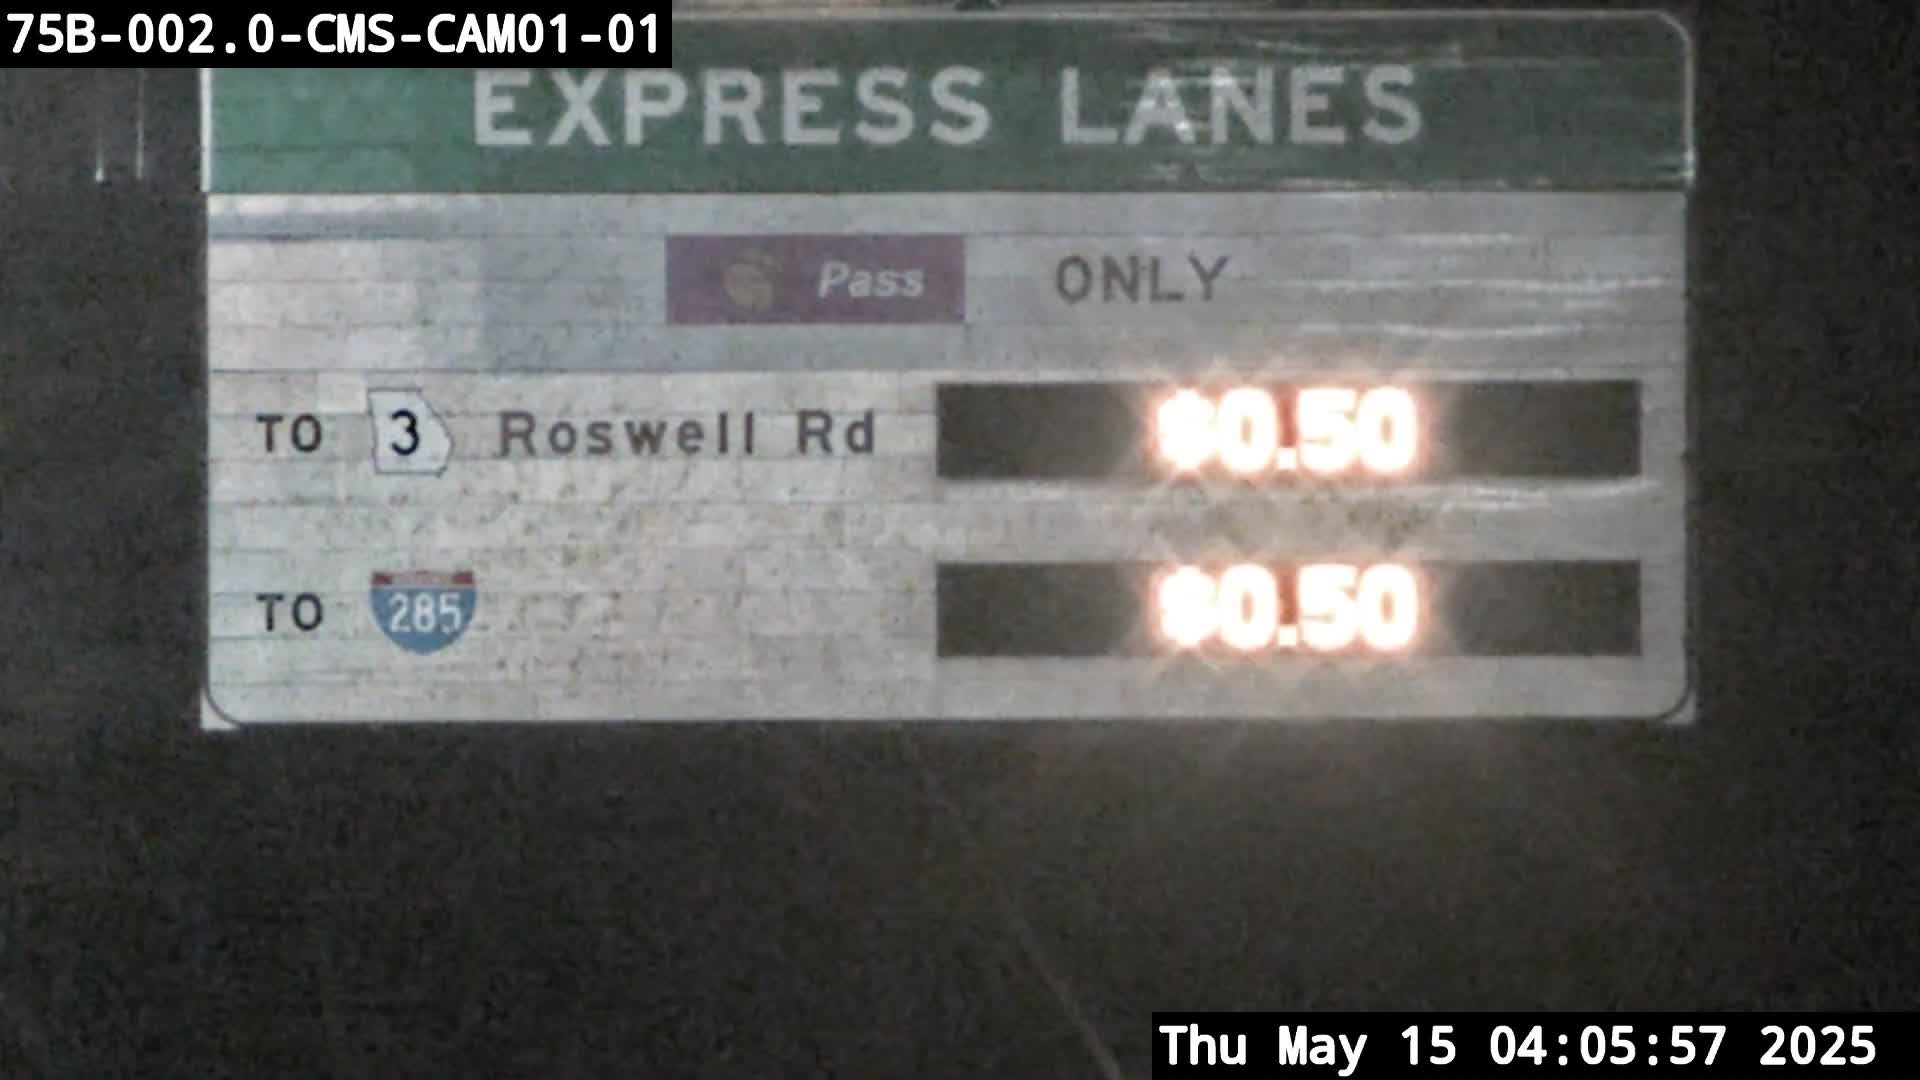 75B-002.0-CMS-CAM01-01
EXPRESS LANES
Pass ONLY
TO 3 Roswell Rd $0.50
TO 285 $0.50
Thu May 15 04:05:57 2025